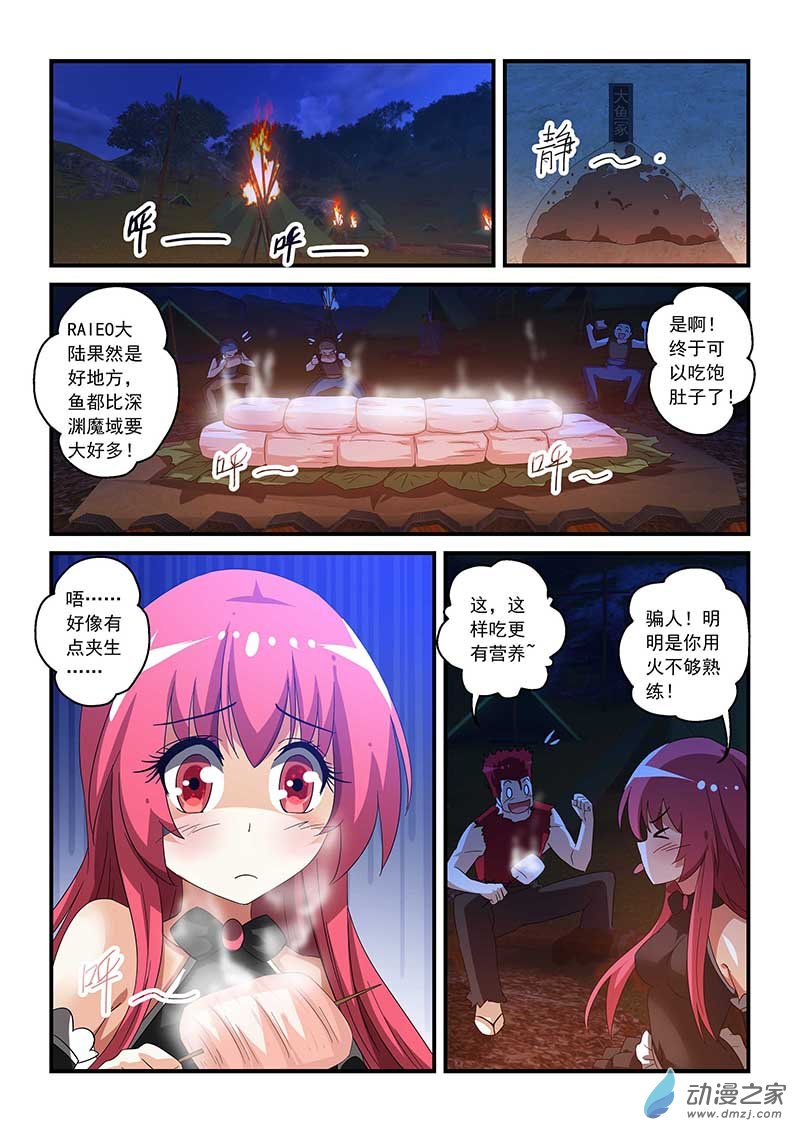 呼——
呼——
大鱼冢
静～．
RAIEO大
陆果然是
好地方，
鱼都比深
渊魔域要
大好多！
是啊！
终于可
以吃饱
肚子了！
呼～
呼～
唔……
好像有
点夹生
……
呼～
这，这
样吃更
有营养~
骗人！明
明是你用
火不够熟
练！
动漫之家
www.dmzj.com